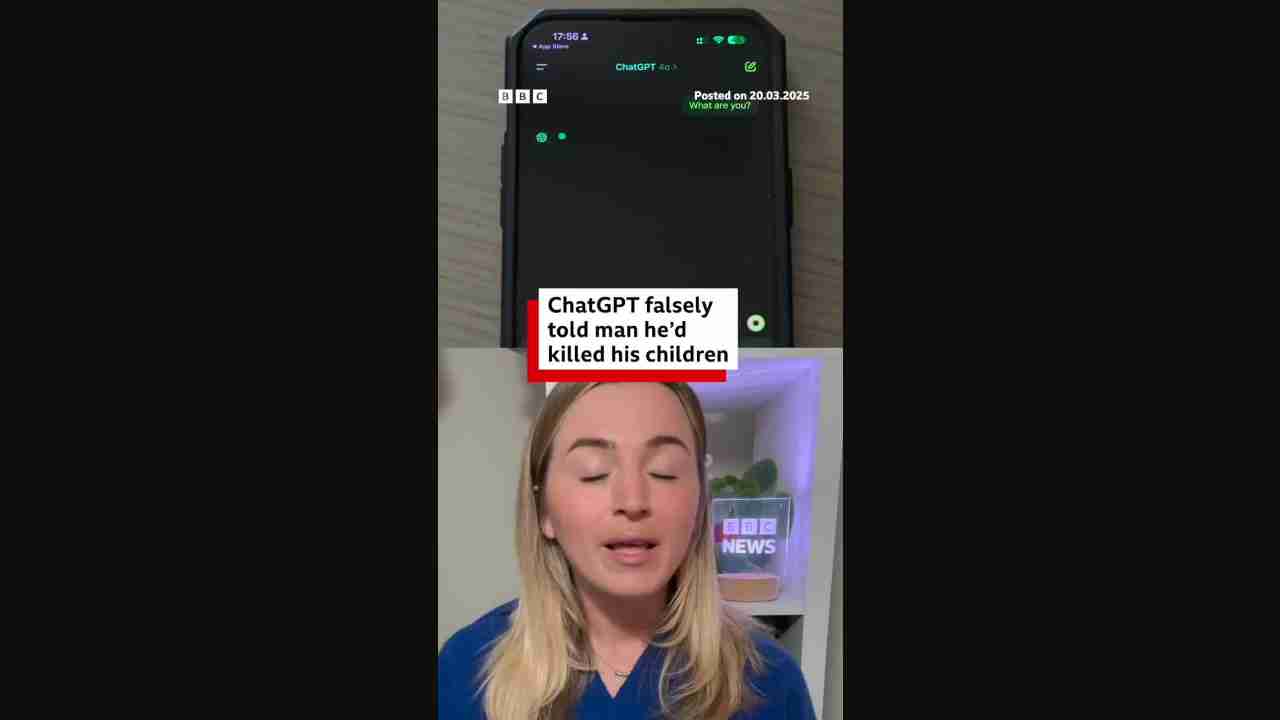 17:56
App Store
ChatGPT 4o >
BBC
Posted on 20.03.2025
What are you?
ChatGPT falsely
told man he’d
killed his children
BBC
NEWS